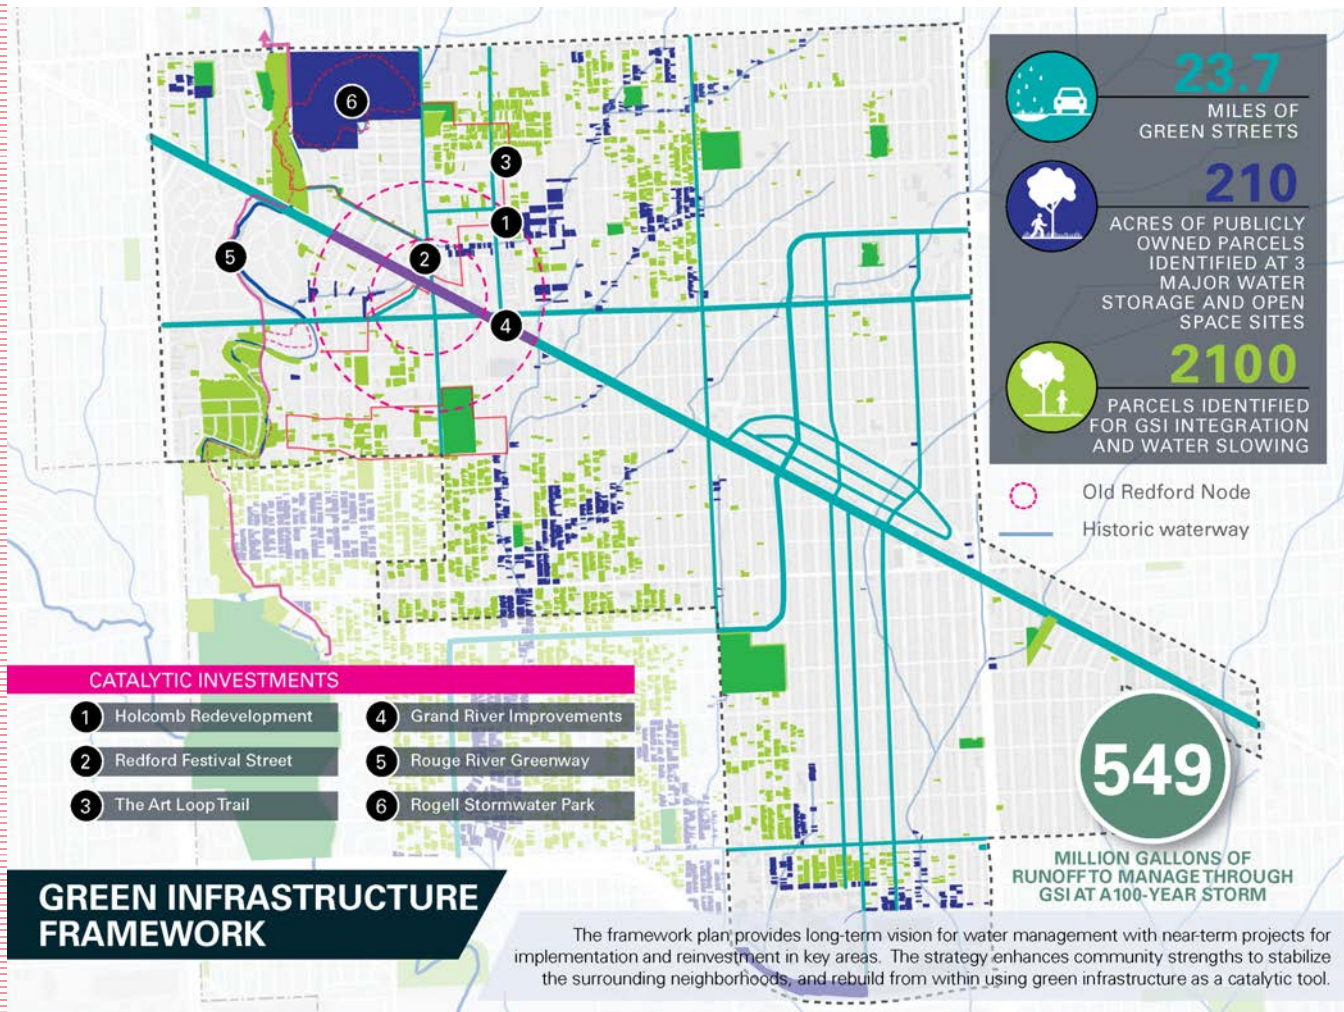 6
3
1
5
2
4
23.7
MILES OF
GREEN STREETS
210
ACRES OF PUBLICLY
OWNED PARCELS
IDENTIFIED AT 3
MAJOR WATER
STORAGE AND OPEN
SPACE SITES
2100
PARCELS IDENTIFIED
FOR GSI INTEGRATION
AND WATER SLOWING
Old Redford Node
Historic waterway
CATALYTIC INVESTMENTS
1 Holcomb Redevelopment
2 Redford Festival Street
3 The Art Loop Trail
4 Grand River Improvements
5 Rouge River Greenway
6 Rogell Stormwater Park
549
MILLION GALLONS OF
RUNOFF TO MANAGE THROUGH
GSI AT A 100-YEAR STORM
GREEN INFRASTRUCTURE
FRAMEWORK
The framework plan provides long-term vision for water management with near-term projects for
implementation and reinvestment in key areas. The strategy enhances community strengths to stabilize
the surrounding neighborhoods, and rebuild from within using green infrastructure as a catalytic tool.